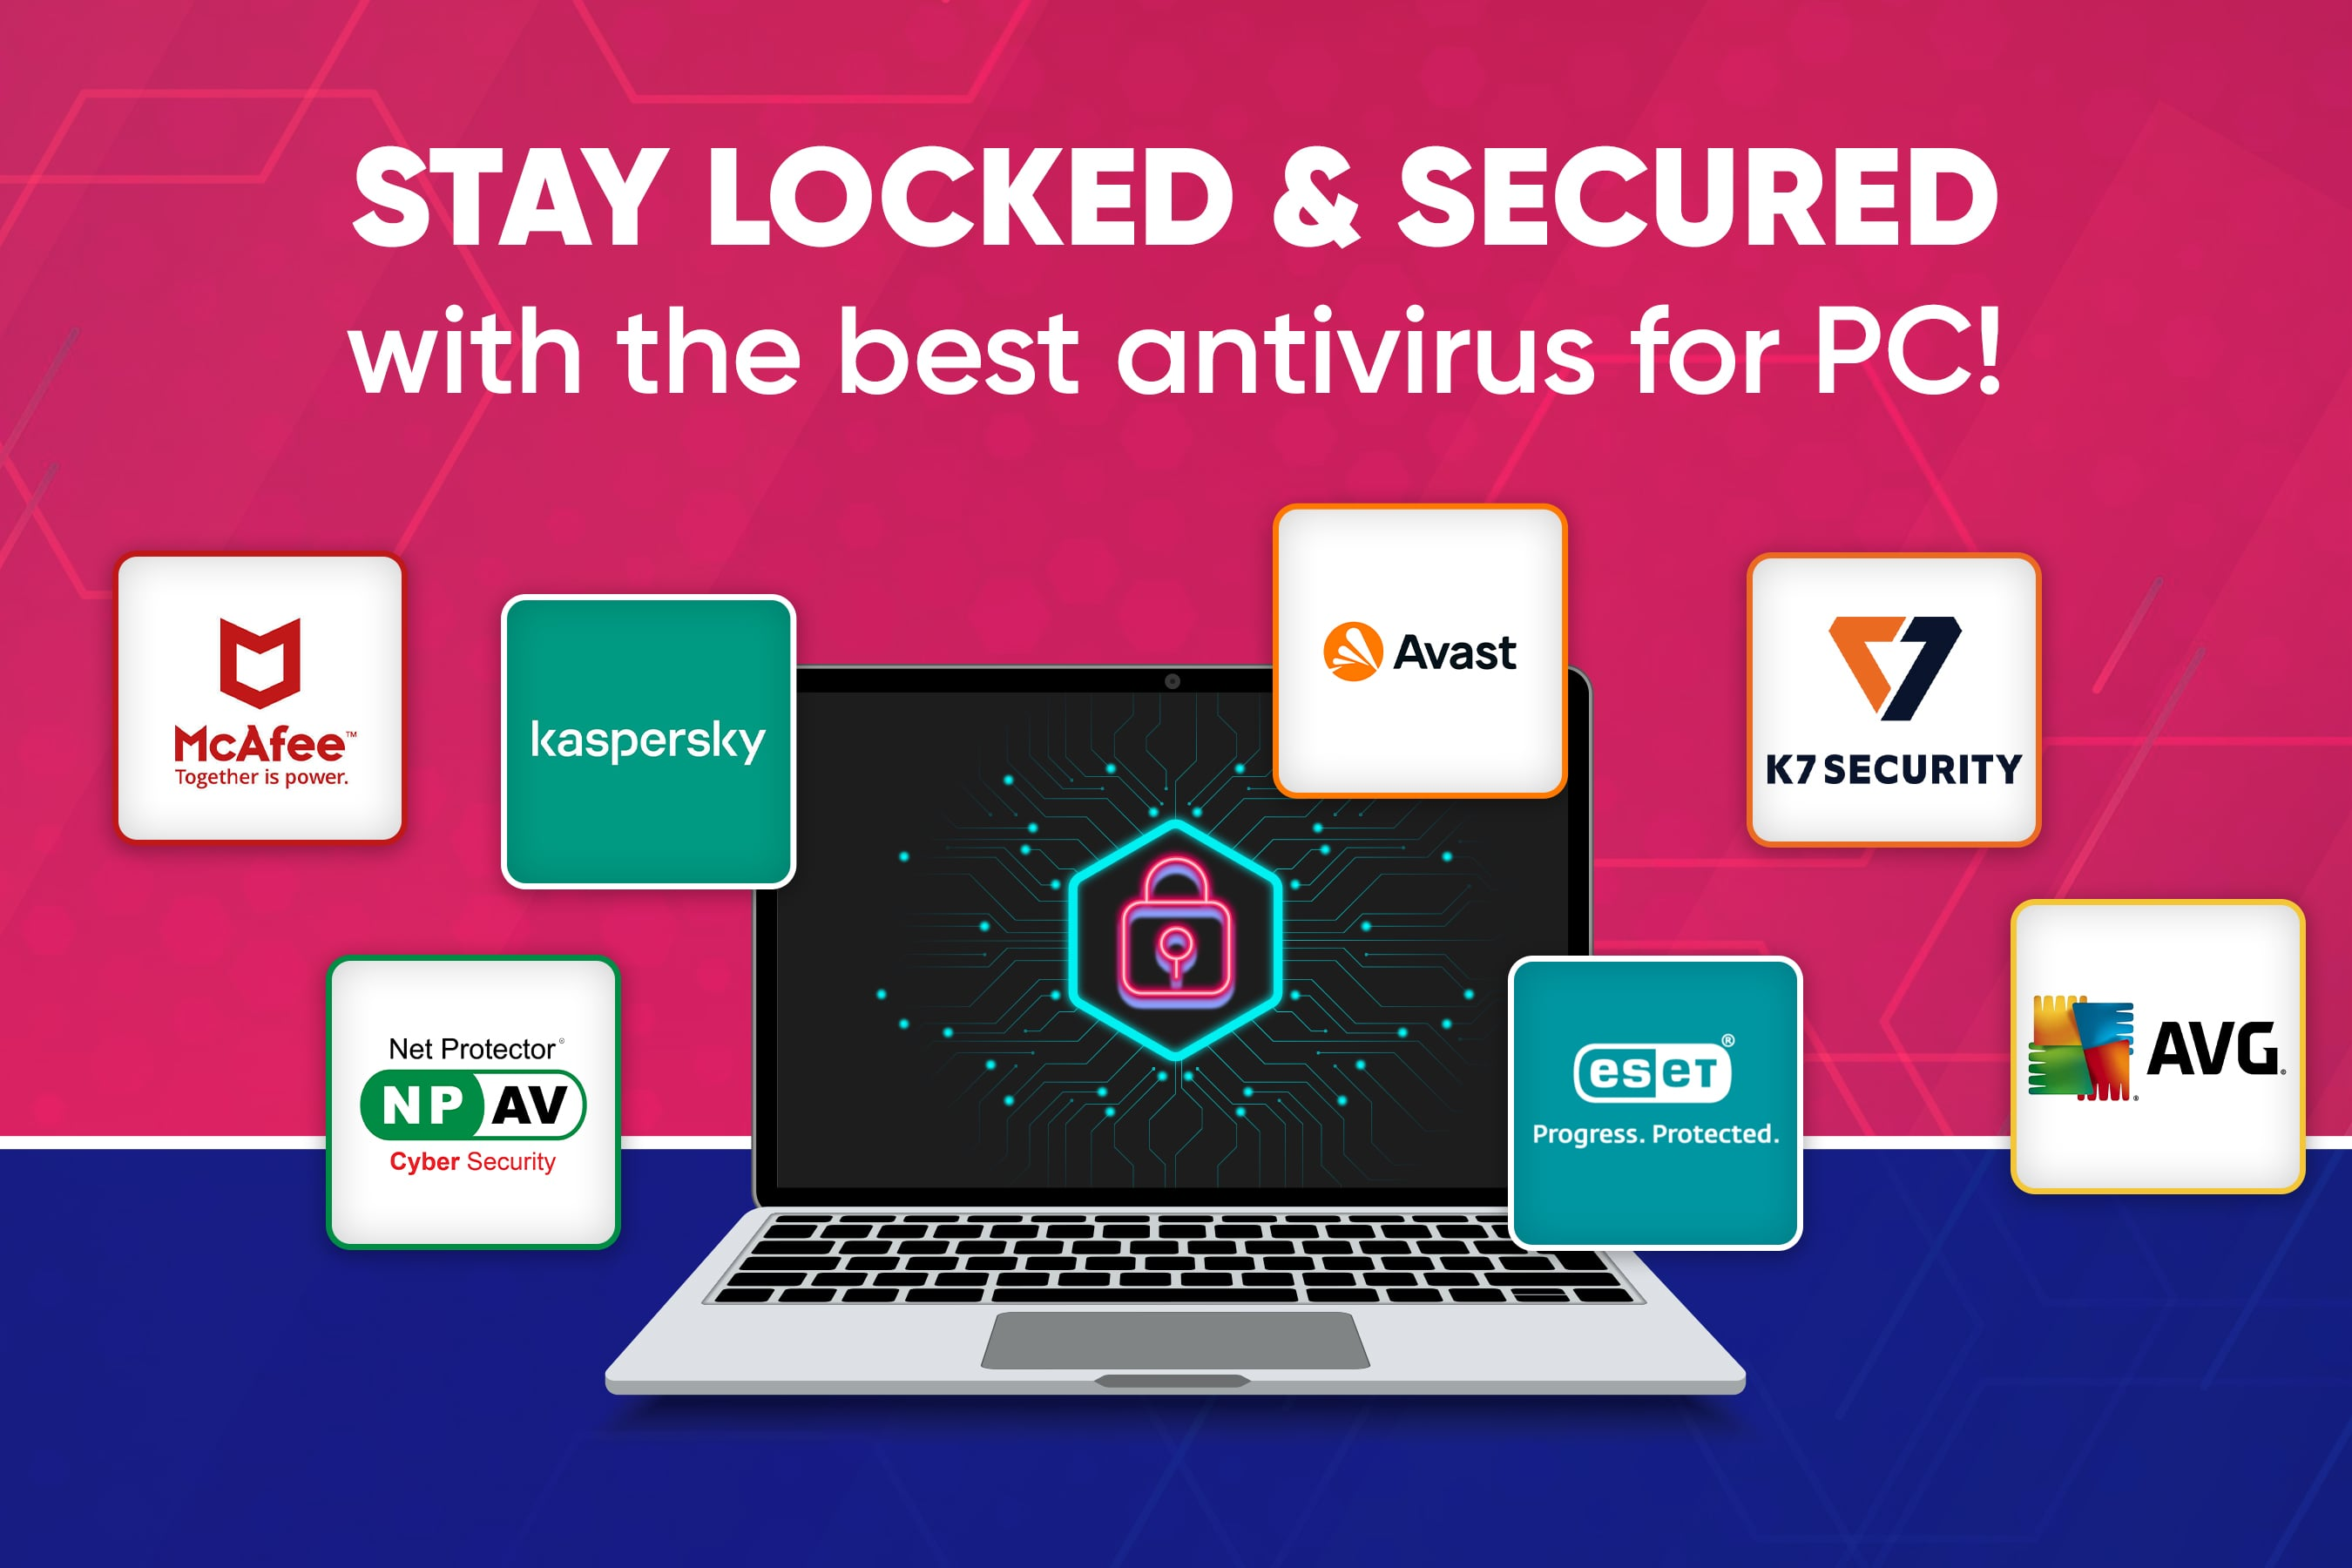 STAY LOCKED & SECURED
with the best antivirus for PC!
McAfee™
Together is power.
kaspersky
Avast
K7 SECURITY
Net Protector®
NP AV
Cyber Security
eset®
Progress. Protected.
AVG®